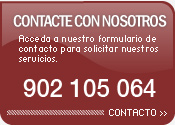 CONTACTE CON NOSOTROS
Acceda a nuestro formulario de
contacto para solicitar nuestros
servicios.
902 105 064
CONTACTO >>